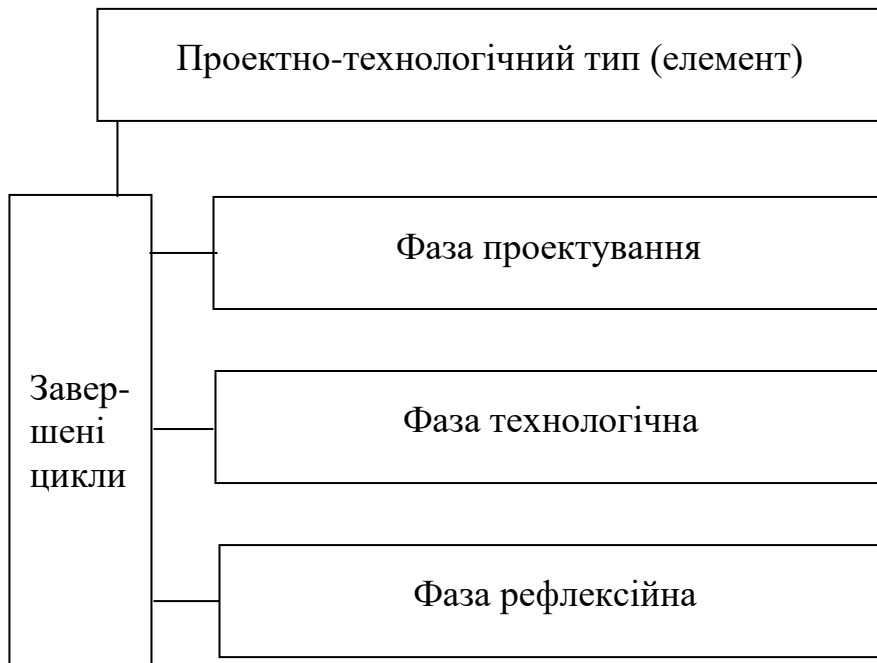 Проектно-технологічний тип (елемент)
Фаза проектування
Завер-
шені
цикли
Фаза технологічна
Фаза рефлексійна